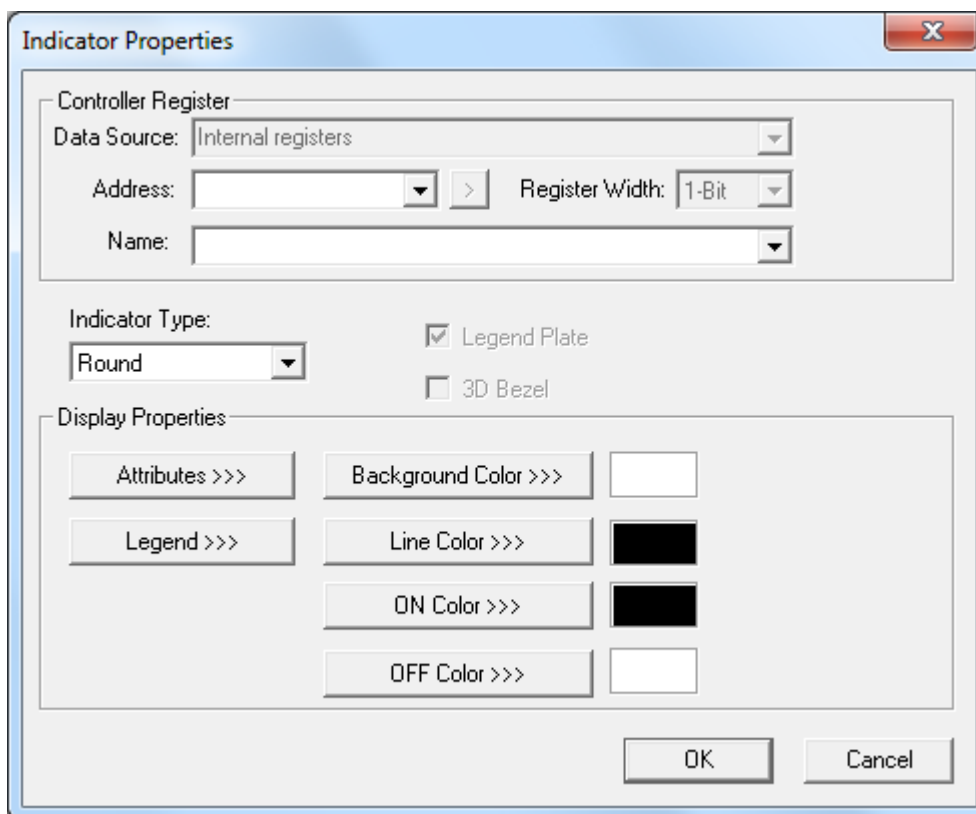 Indicator Properties
Controller Register
Data Source: Internal registers
Address: > Register Width: 1-Bit
Name:
Indicator Type:
Round
Legend Plate
3D Bezel
Display Properties
Attributes >>> Background Color >>>
Legend >>> Line Color >>>
ON Color >>>
OFF Color >>>
OK Cancel